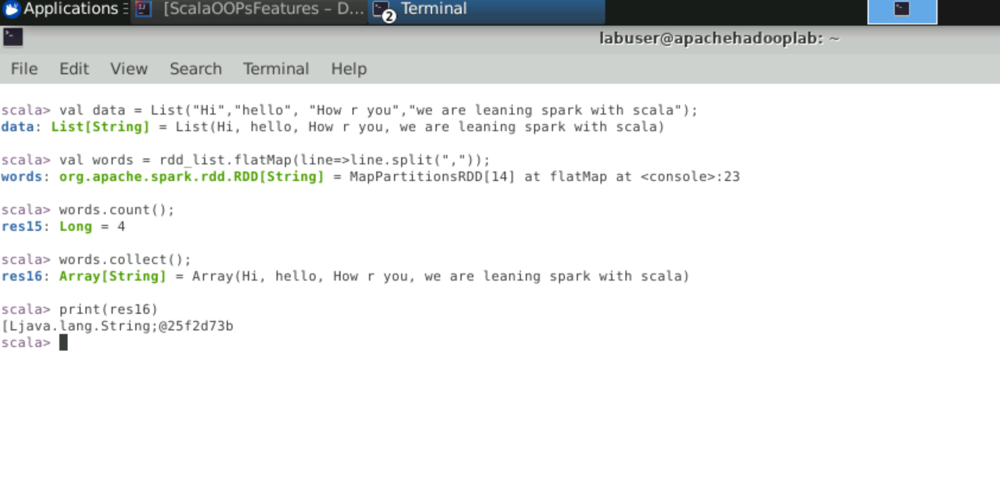 Applications
[ScalaOOPsFeatures – D...
2
Terminal
labuser@apachehadooplab: ~
File Edit View Search Terminal Help
scala> val data = List("Hi","hello", "How r you","we are leaning spark with scala");
data: List[String] = List(Hi, hello, How r you, we are leaning spark with scala)
scala> val words = rdd_list.flatMap(line=>line.split(","));
words: org.apache.spark.rdd.RDD[String] = MapPartitionsRDD[14] at flatMap at <console>:23
scala> words.count();
res15: Long = 4
scala> words.collect();
res16: Array[String] = Array(Hi, hello, How r you, we are leaning spark with scala)
scala> print(res16)
[Ljava.lang.String;@25f2d73b
scala>